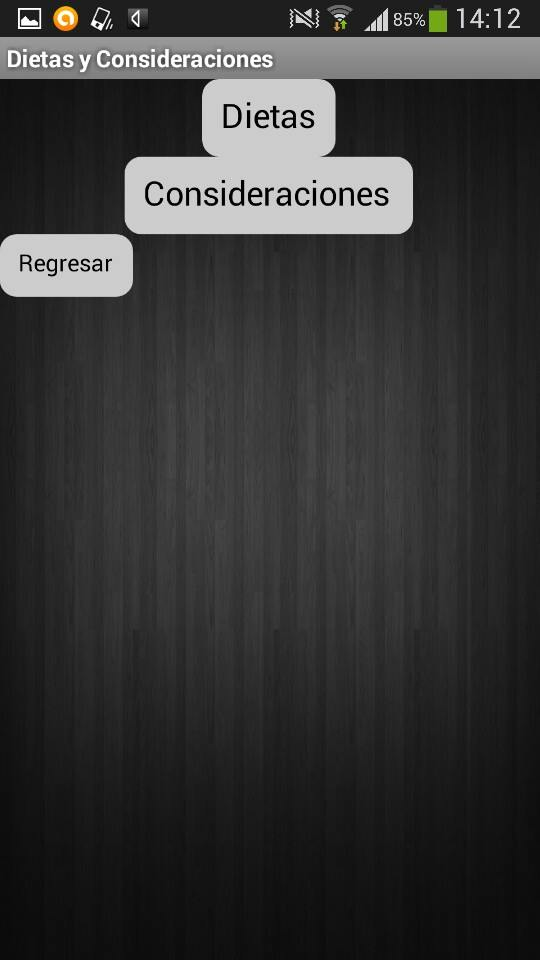 85% 14:12
Dietas y Consideraciones
Dietas
Consideraciones
Regresar